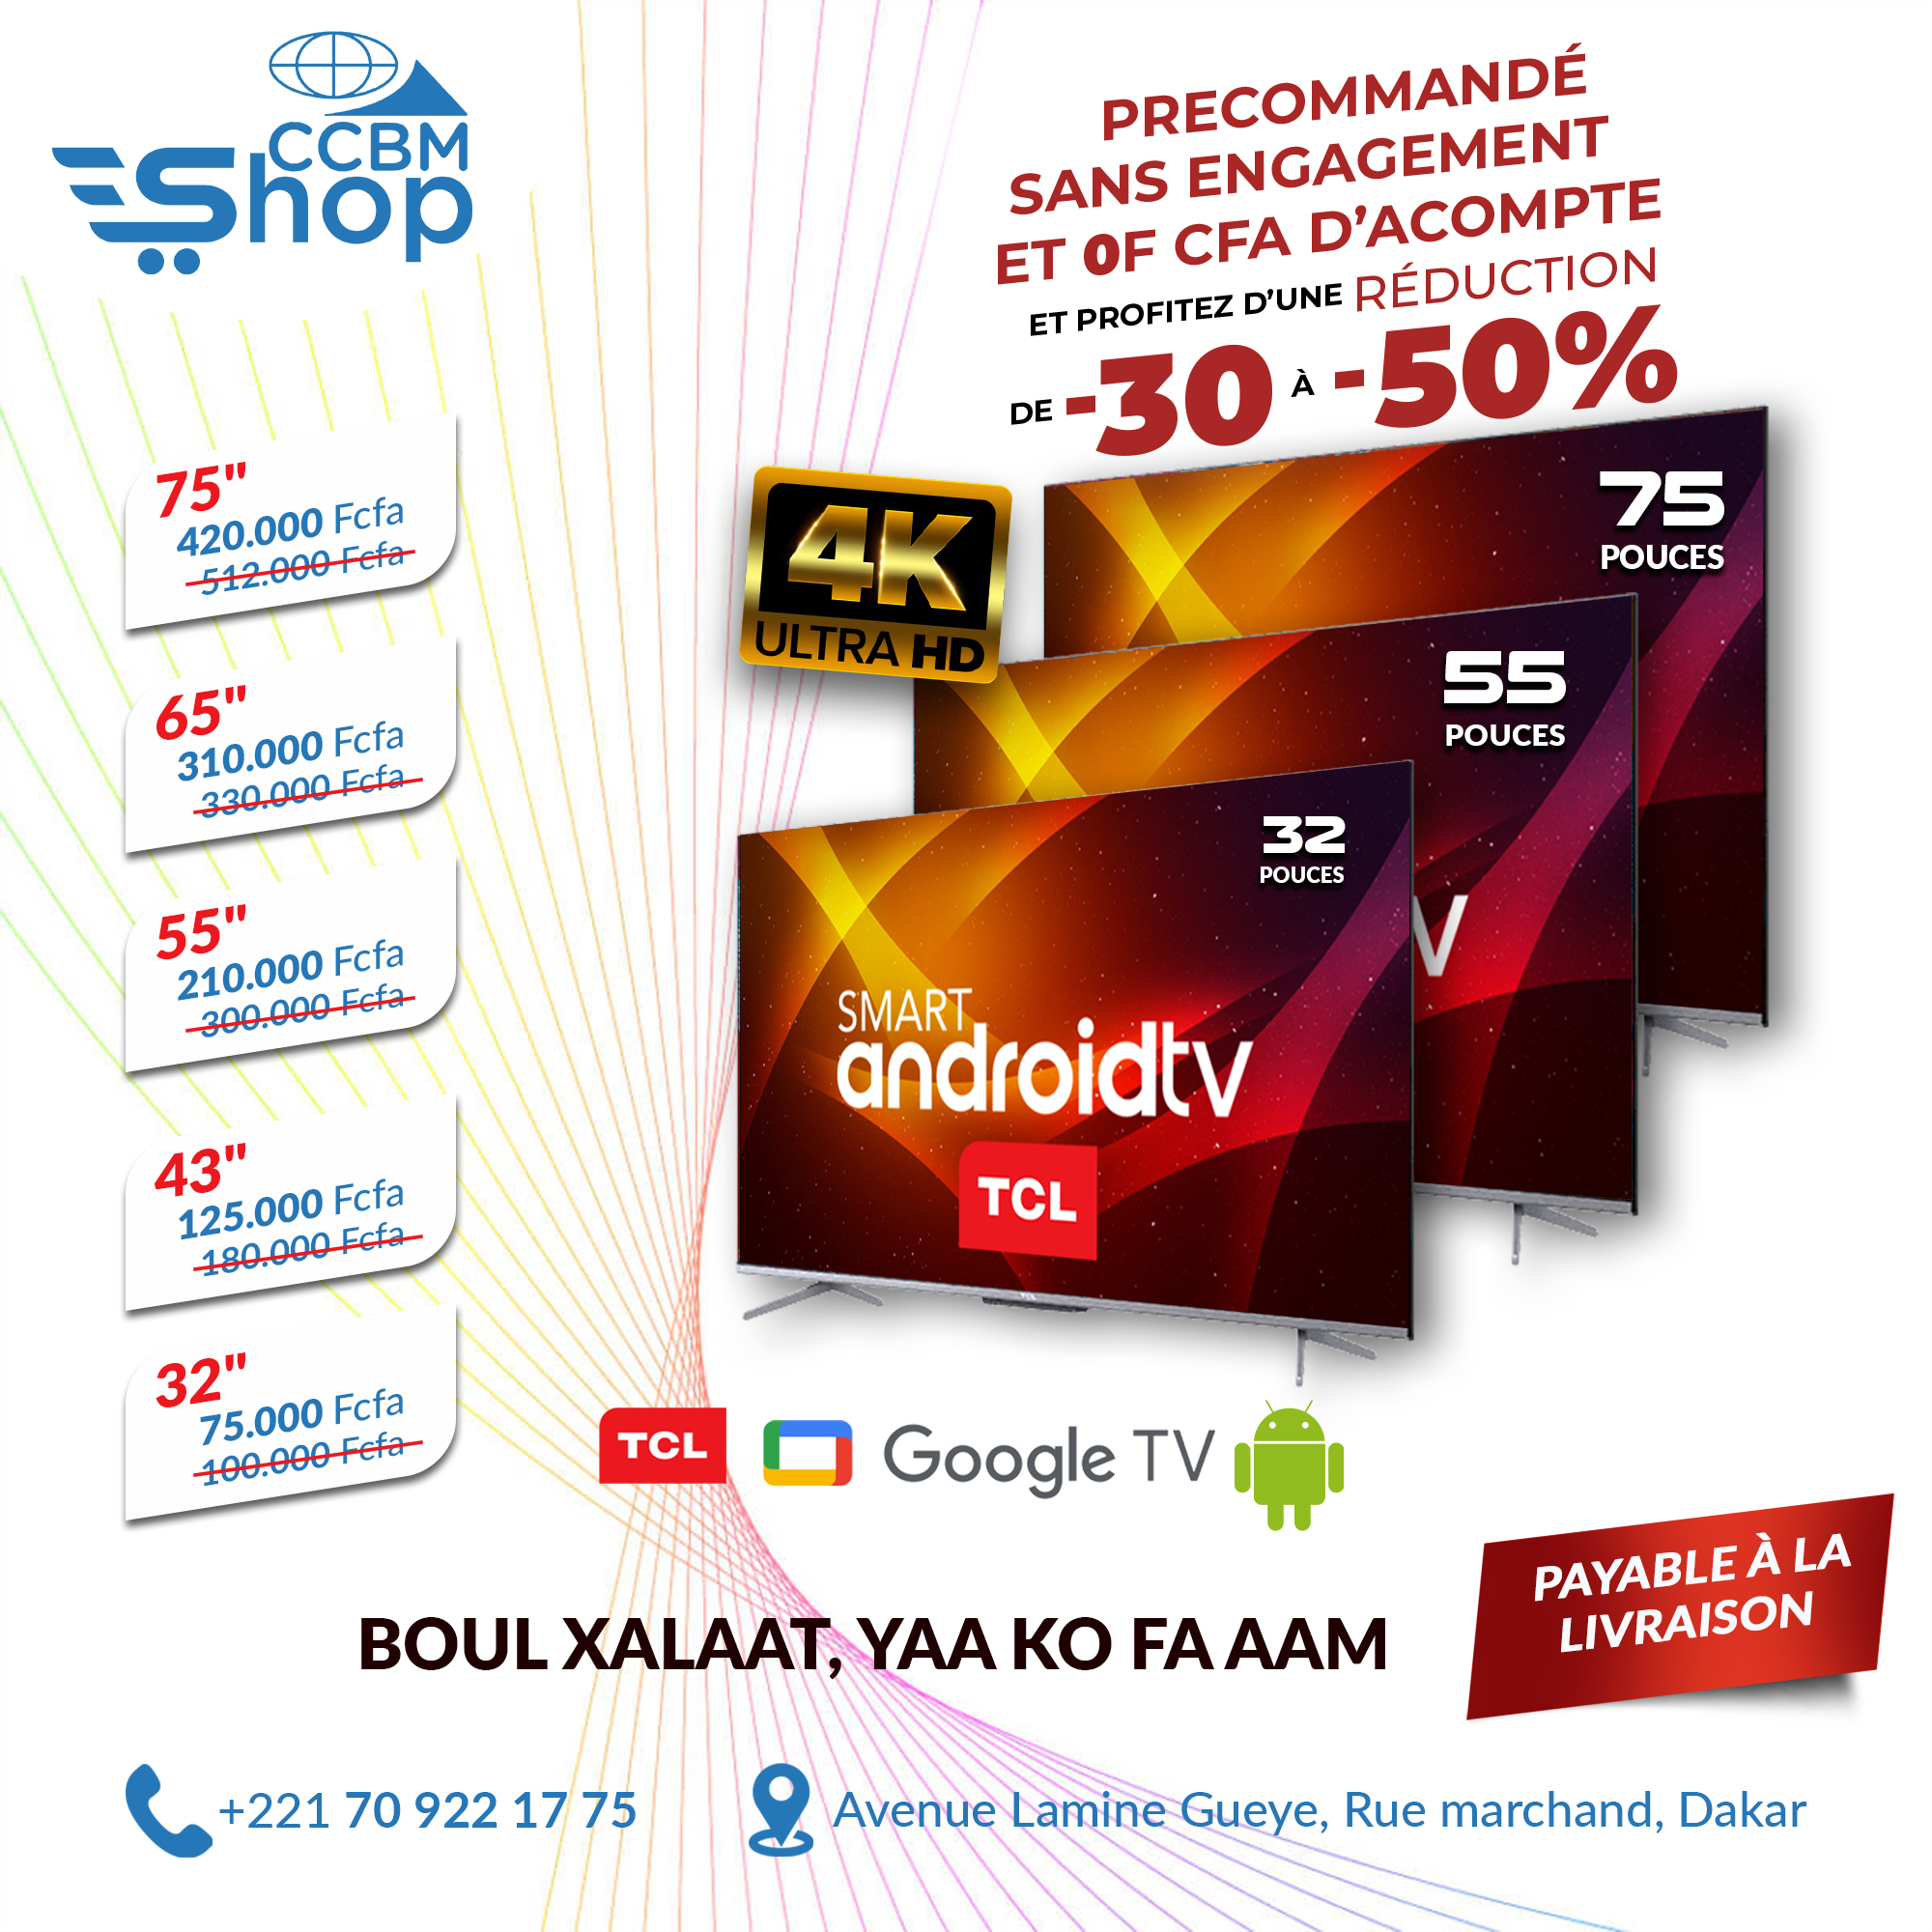 CCBM
Shop
PRECOMMANDÉ
SANS ENGAGEMENT
ET 0F CFA D'ACOMPTE
ET PROFITEZ D'UNE RÉDUCTION
DE -30 À -50%
75"
420.000 Fcfa
512.000 Fcfa
65"
310.000 Fcfa
330.000 Fcfa
55"
210.000 Fcfa
300.000 Fcfa
43"
125.000 Fcfa
180.000 Fcfa
32"
75.000 Fcfa
100.000 Fcfa
4K
ULTRA HD
75
POUCES
55
POUCES
V
32
POUCES
SMART
androidtv
TCL
TCL Google TV
PAYABLE À LA
LIVRAISON
BOUL XALAAT, YAA KO FA AAM
+221 70 922 17 75
Avenue Lamine Gueye, Rue marchand, Dakar